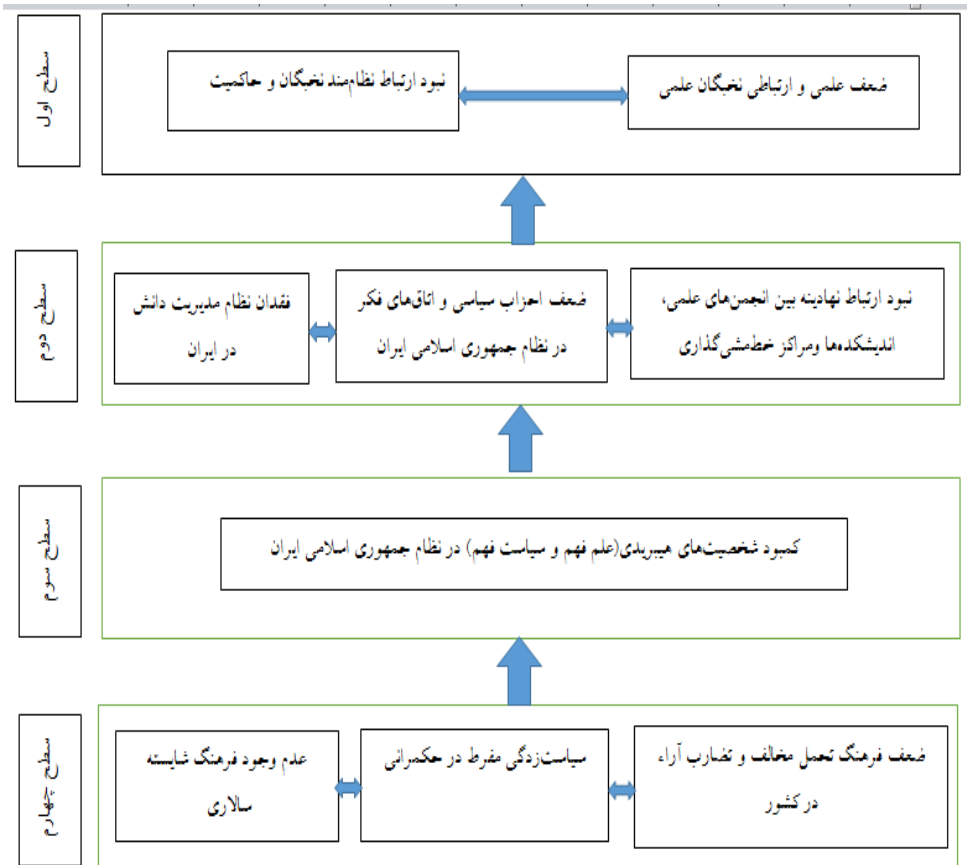 سطح اول
ضعف علمی و ارتباطی نخبگان علمی
نبود ارتباط نظام‌مند نخبگان و حاکمیت
سطح دوم
نبود ارتباط نهادینه بین انجمن‌های علمی،
اندیشکده‌ها ومراکز خط‌مشی‌گذاری
ضعف احزاب سیاسی و اتاق‌های فکر
در نظام جمهوری اسلامی ایران
فقدان نظام مدیریت دانش
در ایران
سطح سوم
کمبود شخصیت‌های هیبریدی(علم فهم و سیاست فهم) در نظام جمهوری اسلامی ایران
سطح چهارم
ضعف فرهنگ تحمل مخالف و تضارب آراء
در کشور
سیاست‌زدگی مفرط در حکمرانی
عدم وجود فرهنگ شایسته
سالاری